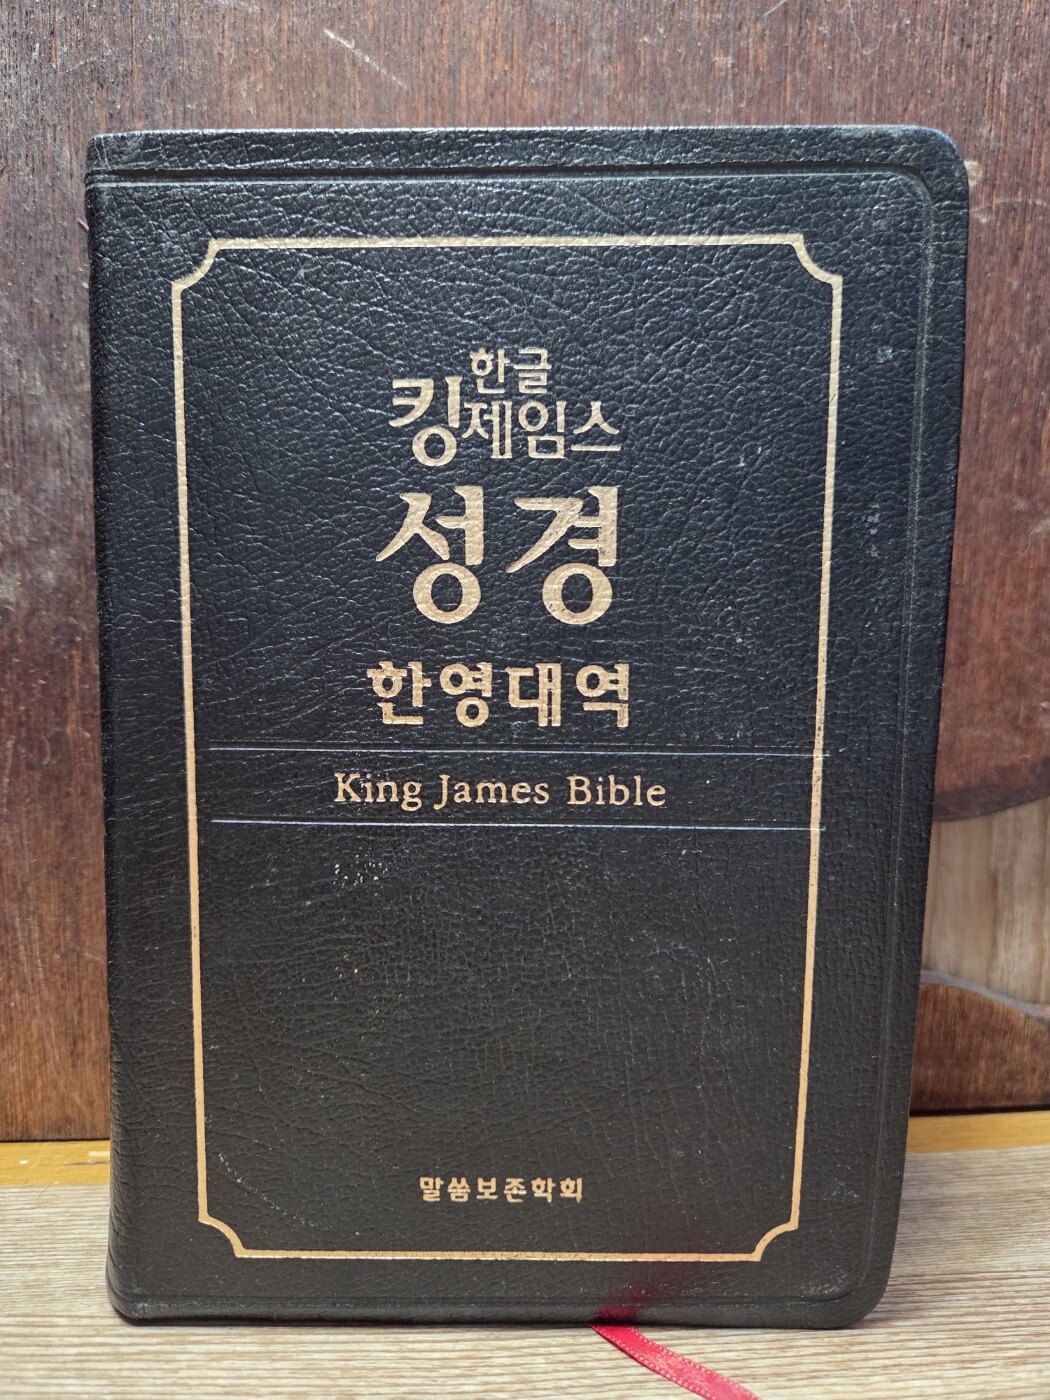 한글
킹제임스
성경
한영대역
King James Bible
말씀보존학회